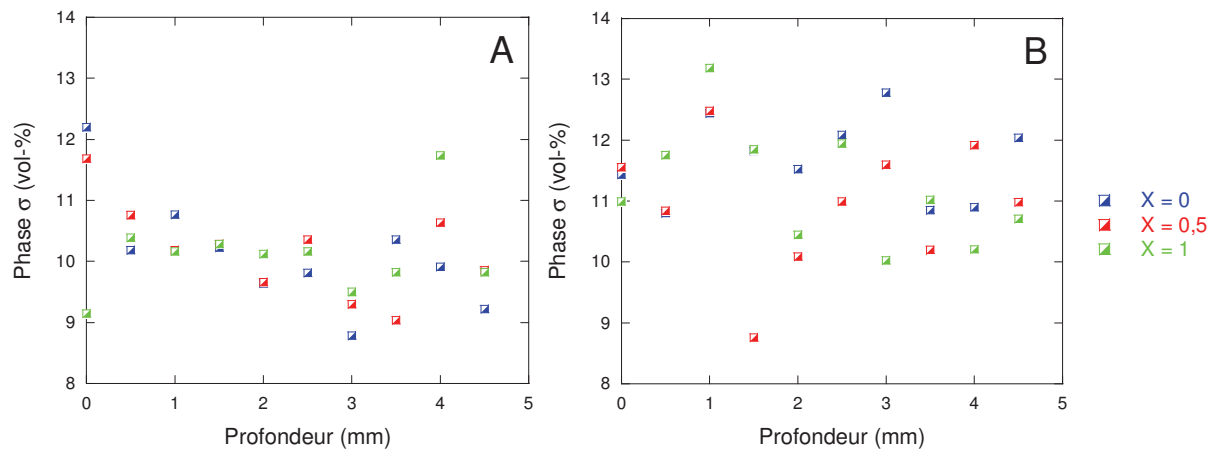 A
14
13
12
11
10
9
8
Phase σ (vol-%)
0 1 2 3 4 5
Profondeur (mm)
B
14
13
12
11
10
9
8
Phase σ (vol-%)
0 1 2 3 4 5
Profondeur (mm)
X = 0
X = 0,5
X = 1